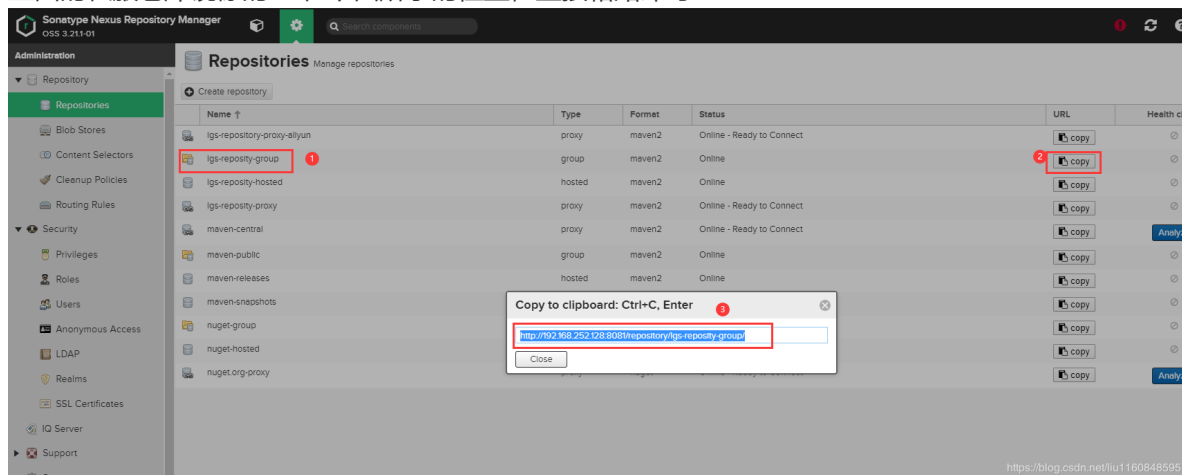 Sonatype Nexus Repository Manager
OSS 3.21.1-01
Search components
Administration
Repositories Manage repositories
Repository
Create repository
Repositories
Name ↑ Type Format Status URL Health c
Blob Stores
lgs-repository-proxy-aliyun proxy maven2 Online - Ready to Connect copy
Content Selectors
lgs-reposity-group 1 group maven2 Online 2 copy
Cleanup Policies
lgs-reposity-hosted hosted maven2 Online copy
Routing Rules
lgs-reposity-proxy proxy maven2 Online - Ready to Connect copy
Security
maven-central proxy maven2 Online - Ready to Connect copy Analy
Privileges
maven-public group maven2 Online copy
Roles
maven-releases hosted maven2 Online copy
Users
maven-snapshots copy
Copy to clipboard: Ctrl+C, Enter 3
Anonymous Access
nuget-group copy
http://192.168.252.128:8081/repository/lgs-reposity-group/
LDAP
nuget-hosted copy
Close
Realms
nuget.org-proxy copy Analy
SSL Certificates
IQ Server
Support
https://blog.csdn.net/liu1160848595